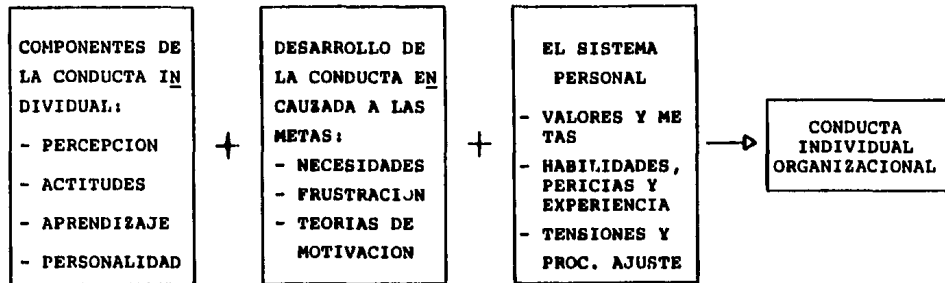 COMPONENTES DE
LA CONDUCTA IN
DIVIDUAL:
- PERCEPCION
- ACTITUDES
- APRENDIZAJE
- PERSONALIDAD
+
DESARROLLO DE
LA CONDUCTA EN
CAUZADA A LAS
METAS:
- NECESIDADES
- FRUSTRACION
- TEORIAS DE
MOTIVACION
+
EL SISTEMA
PERSONAL
- VALORES Y ME
TAS
- HABILIDADES,
PERICIAS Y
EXPERIENCIA
- TENSIONES Y
PROC. AJUSTE
CONDUCTA
INDIVIDUAL
ORGANIZACIONAL